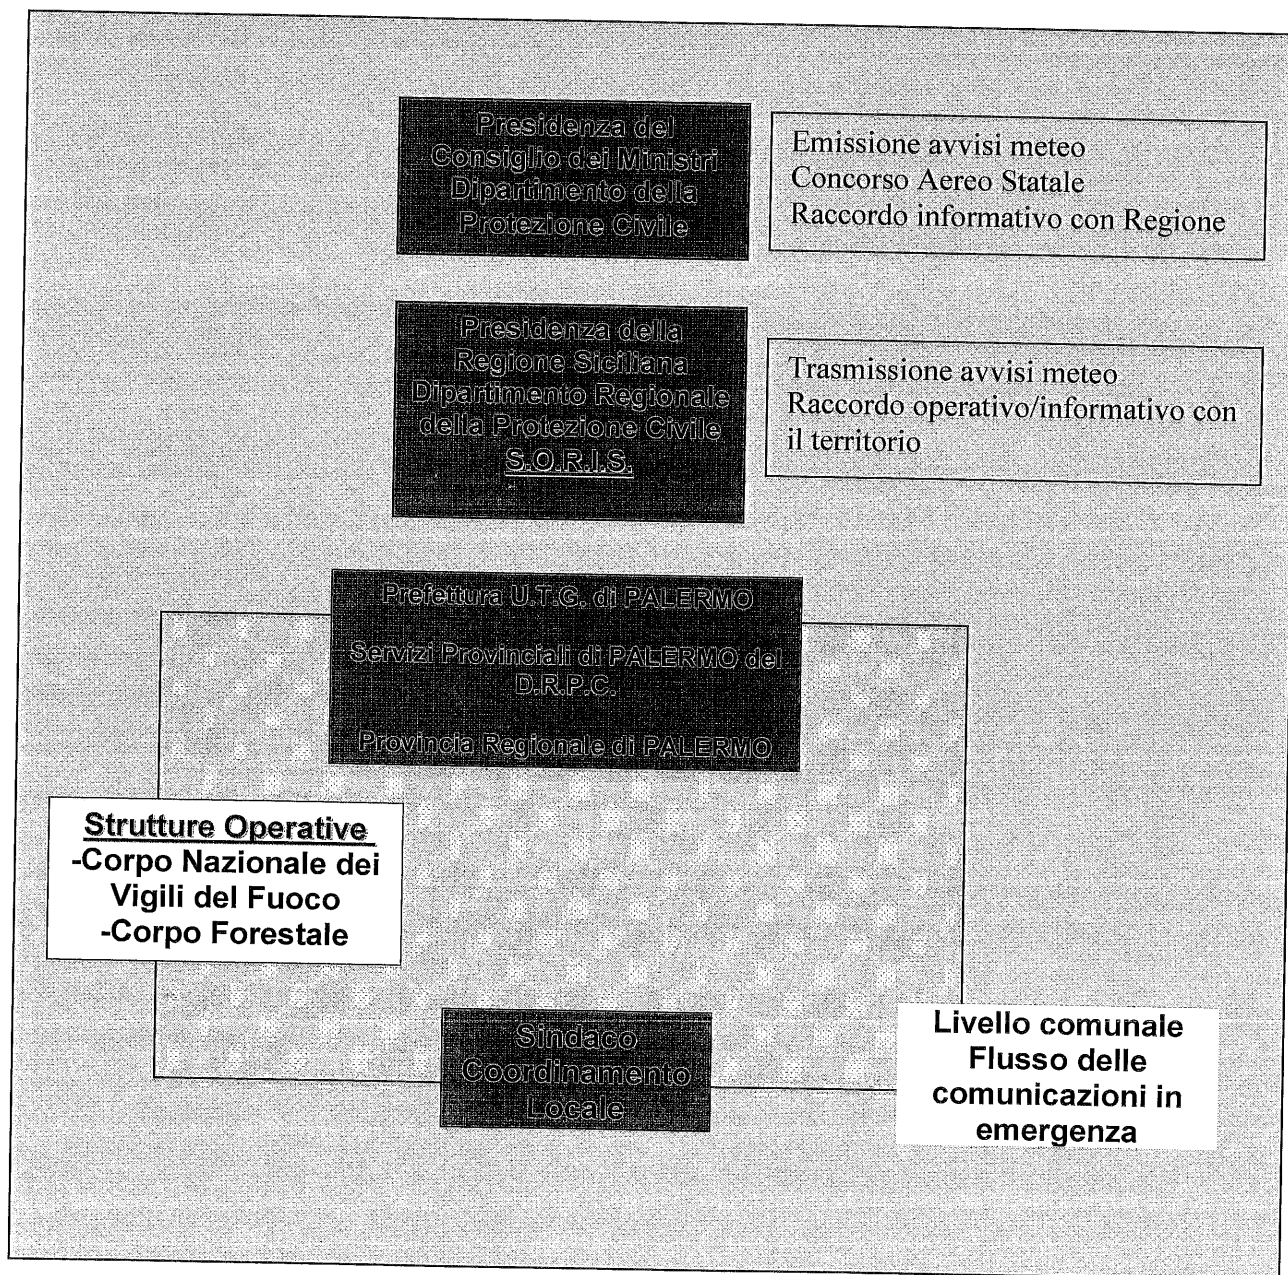 Presidenza del
Consiglio dei Ministri
Dipartimento della
Protezione Civile
Emissione avvisi meteo
Concorso Aereo Statale
Raccordo informativo con Regione
Presidenza della
Regione Siciliana
Dipartimento Regionale
della Protezione Civile
S.O.R.I.S.
Trasmissione avvisi meteo
Raccordo operativo/informativo con
il territorio
Prefettura U.T.G. di PALERMO
Servizi Provinciali di PALERMO del
D.R.P.C.
Provincia Regionale di PALERMO
Strutture Operative
-Corpo Nazionale dei
Vigili del Fuoco
-Corpo Forestale
Sindaco
Coordinamento
Locale
Livello comunale
Flusso delle
comunicazioni in
emergenza